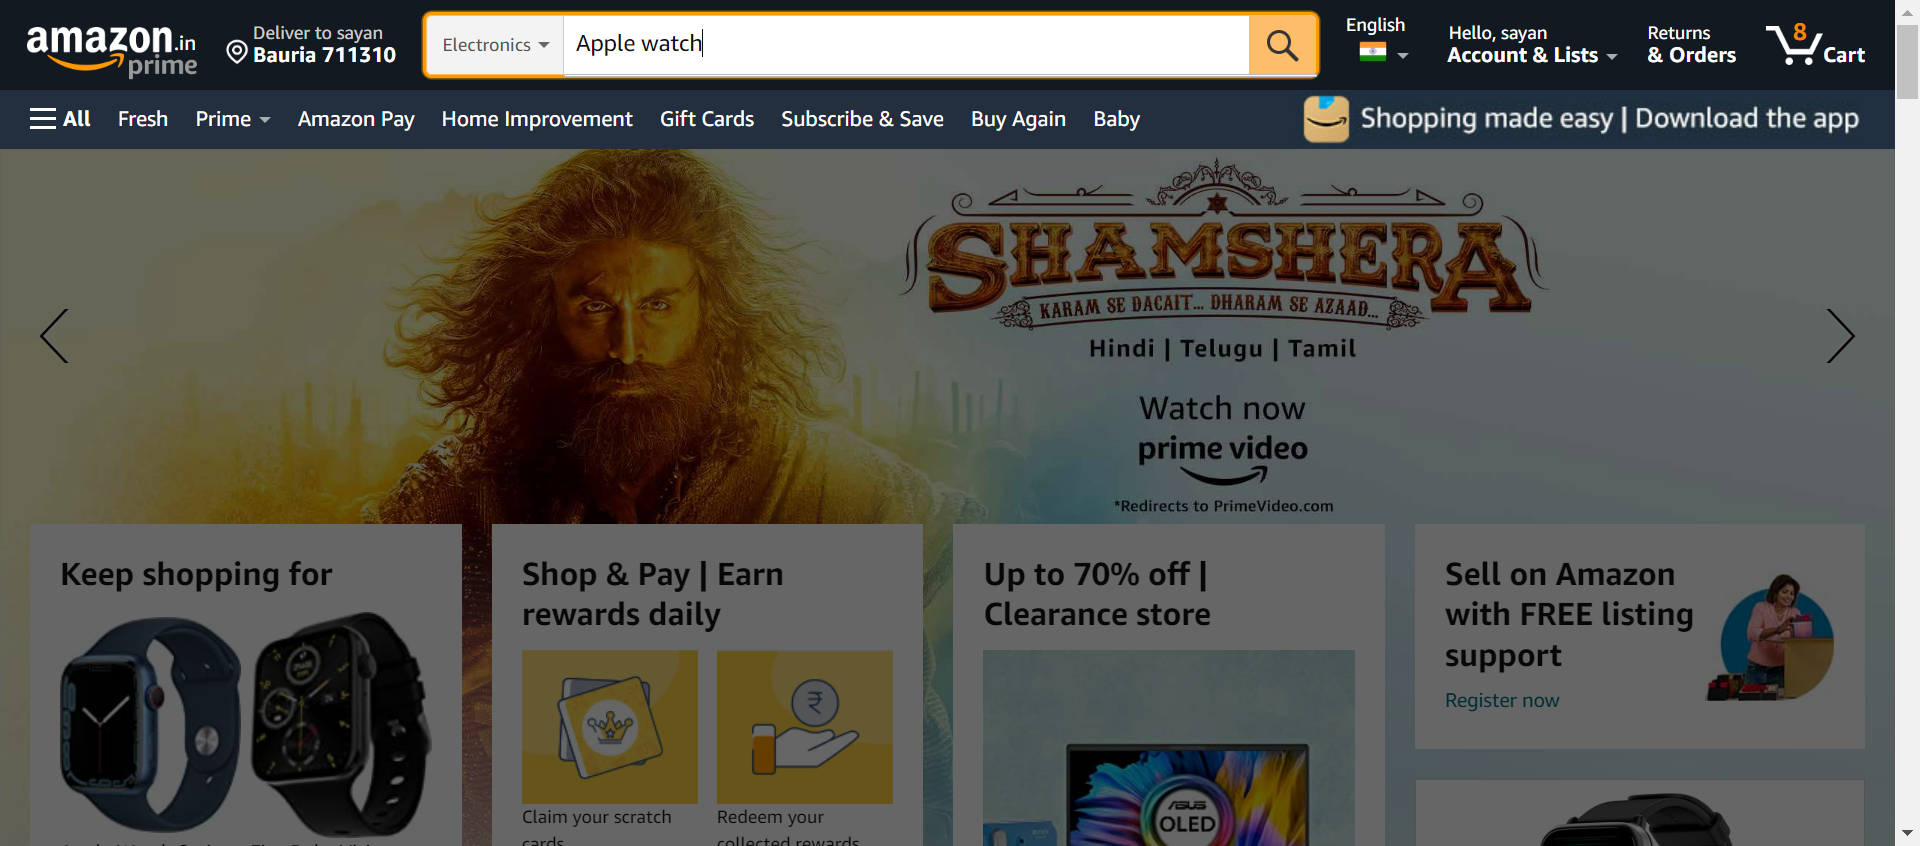 amazon.in
prime
Deliver to sayan
Bauria 711310
Electronics
Apple watch
English
Hello, sayan
Account & Lists
Returns
& Orders
8
Cart
All
Fresh
Prime
Amazon Pay
Home Improvement
Gift Cards
Subscribe & Save
Buy Again
Baby
Shopping made easy | Download the app
SHAMSHERA
KARAM SE DACAIT... DHARAM SE AZAAD...
Hindi | Telugu | Tamil
Watch now
prime video
*Redirects to PrimeVideo.com
Keep shopping for
Shop & Pay | Earn
rewards daily
₹
Claim your scratch
cards
Redeem your
collected rewards
Up to 70% off |
Clearance store
ASUS
OLED
Sell on Amazon
with FREE listing
support
Register now